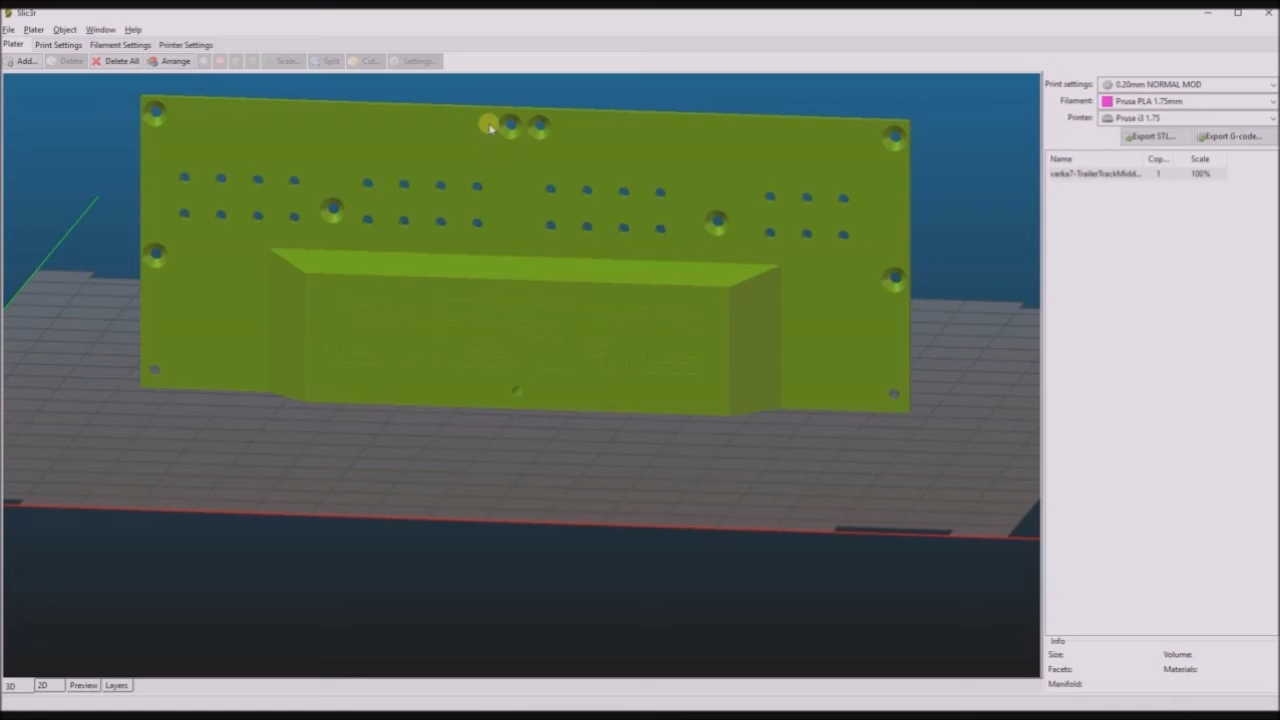 Slic3r
File Plater Object Window Help
Plater Print Settings Filament Settings Printer Settings
Add... Delete Delete All Arrange Scale... Split Cut... Settings...
Print settings: 0.20mm NORMAL MOD
Filament: Prusa PLA 1.75mm
Printer: Prusa i3 1.75
Export STL... Export G-code...
Name Cop... Scale
varka7-TrailerTrackMidd... 1 100%
Info
Size: Volume:
Facets: Materials:
Manifold:
3D 2D Preview Layers